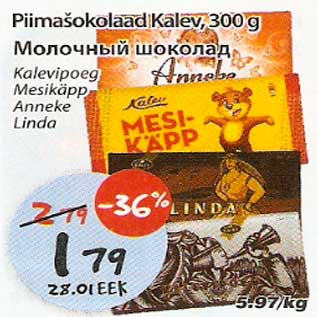 Piimašokolaad Kalev, 300 g
Молочный шоколад
Kalevipoeg
Mesikäpp
Anneke
Linda
Anneke
Kalev
MESI-
KÄPP
LINDA
2.79
-36%
1 79
28.01 EEK
5.97/kg